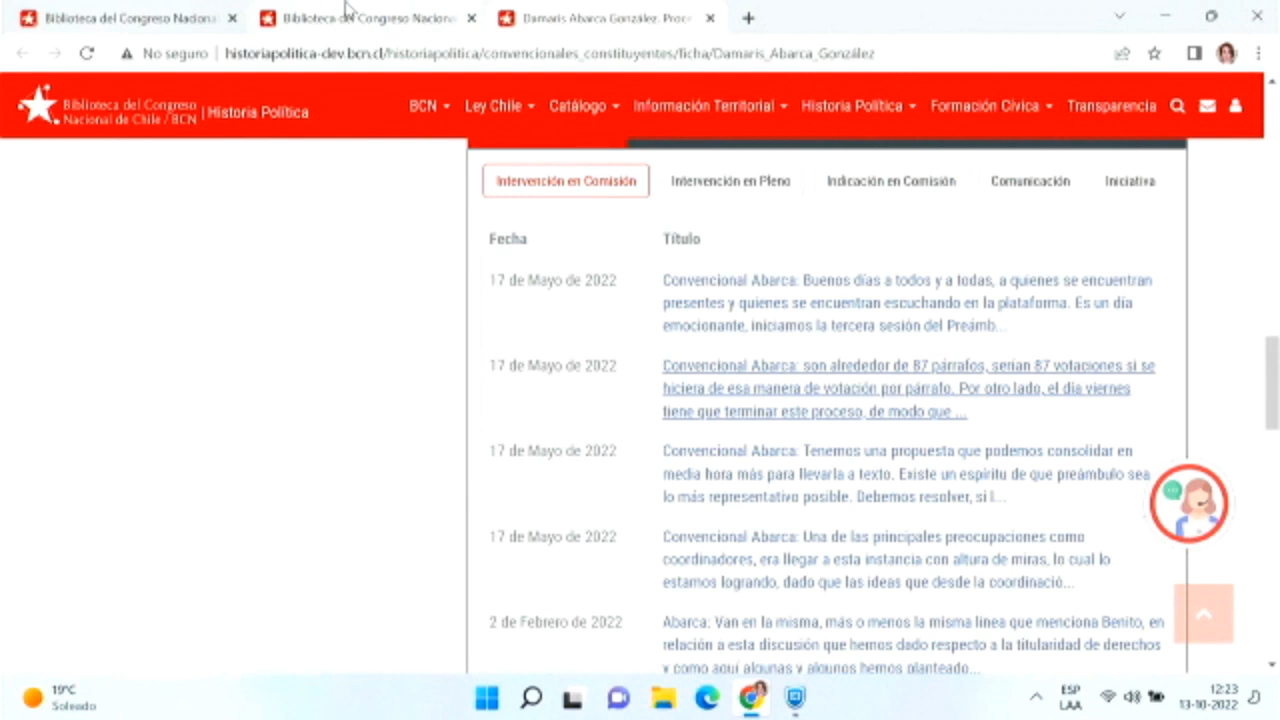 Biblioteca del Congreso Naciona
Biblioteca del Congreso Naciona
Damaris Abarca González. Proce
No seguro | historiapolitica-dev.bcn.cl/historiapolitica/convencionales_constituyentes/ficha/Damaris_Abarca_González
Biblioteca del Congreso
Nacional de Chile / BCN | Historia Política
BCN Ley Chile Catálogo Información Territorial Historia Política Formación Cívica Transparencia
Intervención en Comisión Intervención en Pleno Indicación en Comisión Comunicación Iniciativa
Fecha Título
17 de Mayo de 2022 Convencional Abarca: Buenos días a todos y a todas, a quienes se encuentran
presentes y quienes se encuentran escuchando en la plataforma. Es un día
emocionante, iniciamos la tercera sesión del Preámb...
17 de Mayo de 2022 Convencional Abarca: son alrededor de 87 párrafos, serían 87 votaciones si se
hiciera de esa manera de votación por párrafo. Por otro lado, el día viernes
tiene que terminar este proceso, de modo que ...
17 de Mayo de 2022 Convencional Abarca: Tenemos una propuesta que podemos consolidar en
media hora más para llevarla a texto. Existe un espíritu de que preámbulo sea
lo más representativo posible. Debemos resolver, si l...
17 de Mayo de 2022 Convencional Abarca: Una de las principales preocupaciones como
coordinadores, era llegar a esta instancia con altura de miras, lo cual lo
estamos logrando, dado que las ideas que desde la coordinació...
2 de Febrero de 2022 Abarca: Van en la misma, más o menos la misma línea que menciona Benito, en
relación a esta discusión que hemos dado respecto a la titularidad de derechos
y como aquí algunas y algunos hemos planteado...
19°C
Soleado
ESP
LAA
12:23
13-10-2022